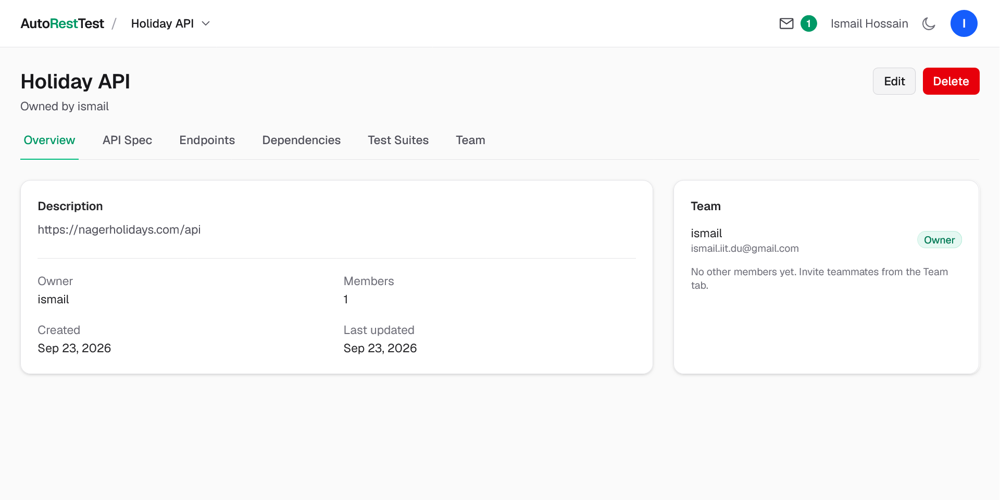 AutoRestTest / Holiday API
1 Ismail Hossain I
Holiday API
Edit Delete
Owned by ismail
Overview API Spec Endpoints Dependencies Test Suites Team
Description
https://nagerholidays.com/api
Owner
ismail
Members
1
Created
Sep 23, 2026
Last updated
Sep 23, 2026
Team
ismail
ismail.iit.du@gmail.com
Owner
No other members yet. Invite teammates from the Team
tab.